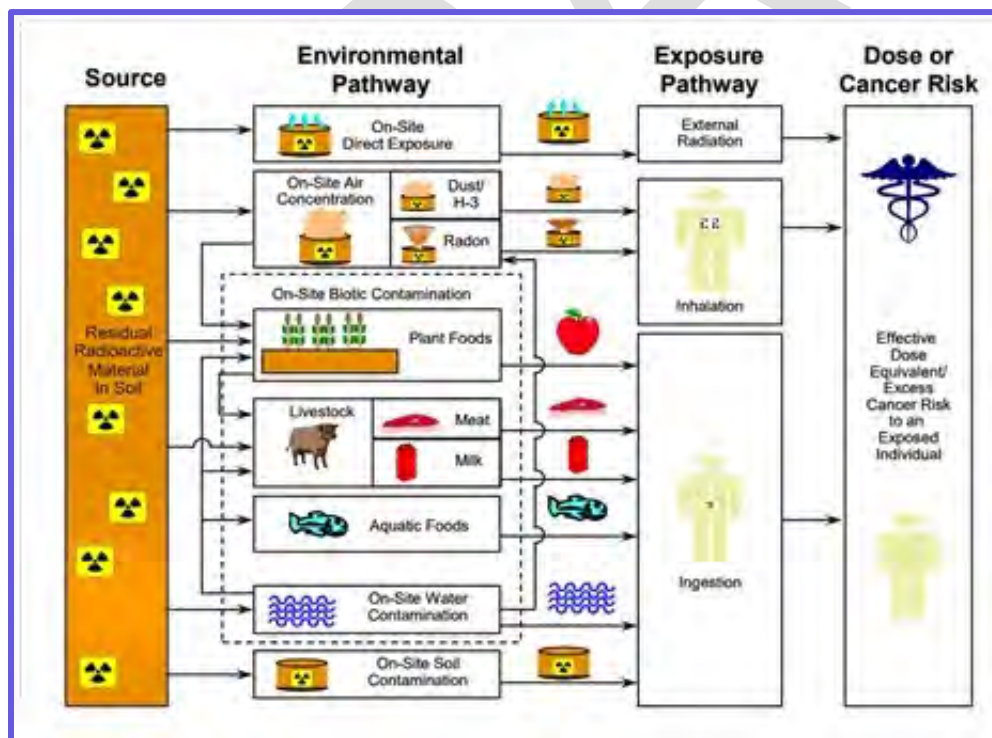 Source
Environmental
Pathway
Exposure
Pathway
Dose or
Cancer Risk
Residual
Radioactive
Material
In Soil
On-Site
Direct Exposure
On-Site Air
Concentration
Dust/
H-3
Radon
On-Site Biotic Contamination
Plant Foods
Livestock
Meat
Milk
Aquatic Foods
On-Site Water
Contamination
On-Site Soil
Contamination
External
Radiation
Inhalation
Ingestion
Effective
Dose
Equivalent/
Excess
Cancer Risk
to an
Exposed
Individual